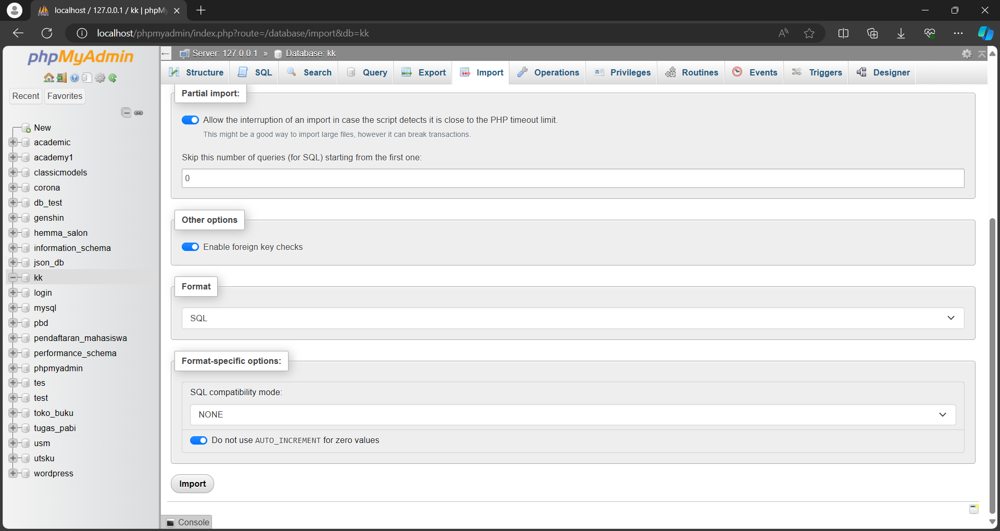 localhost / 127.0.0.1 / kk | phpMy
localhost/phpmyadmin/index.php?route=/database/import&db=kk
phpMyAdmin
Recent
Favorites
New
academic
academy1
classicmodels
corona
db_test
genshin
hemma_salon
information_schema
json_db
kk
login
mysql
pbd
pendaftaran_mahasiswa
performance_schema
phpmyadmin
tes
test
toko_buku
tugas_pabi
usm
utsku
wordpress
Server: 127.0.0.1 » Database: kk
Structure
SQL
Search
Query
Export
Import
Operations
Privileges
Routines
Events
Triggers
Designer
Partial import:
Allow the interruption of an import in case the script detects it is close to the PHP timeout limit.
This might be a good way to import large files, however it can break transactions.
Skip this number of queries (for SQL) starting from the first one:
0
Other options
Enable foreign key checks
Format
SQL
Format-specific options:
SQL compatibility mode:
NONE
Do not use AUTO_INCREMENT for zero values
Import
Console